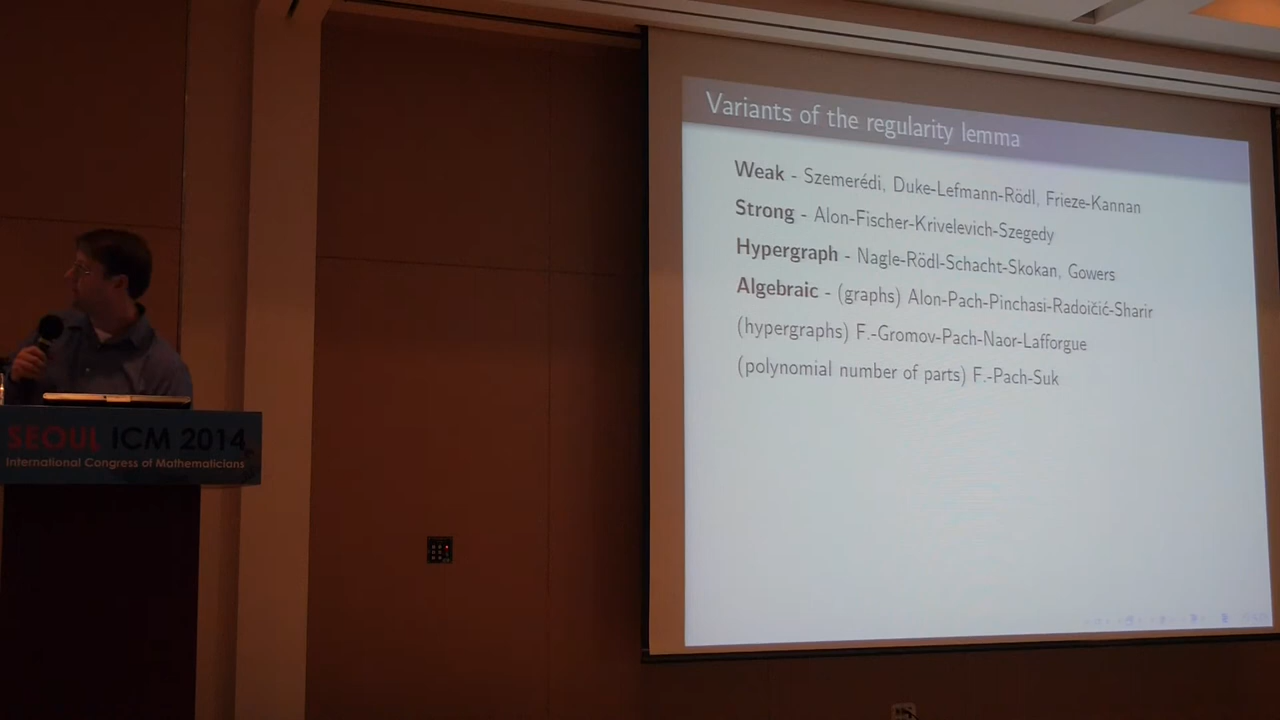 Variants of the regularity lemma
Weak - Szemerédi, Duke-Lefmann-Rödl, Frieze-Kannan
Strong - Alon-Fischer-Krivelevich-Szegedy
Hypergraph - Nagle-Rödl-Schacht-Skokan, Gowers
Algebraic - (graphs) Alon-Pach-Pinchasi-Radoičić-Sharir
(hypergraphs) F.-Gromov-Pach-Naor-Lafforgue
(polynomial number of parts) F.-Pach-Suk
SEOUL ICM 2014
International Congress of Mathematicians